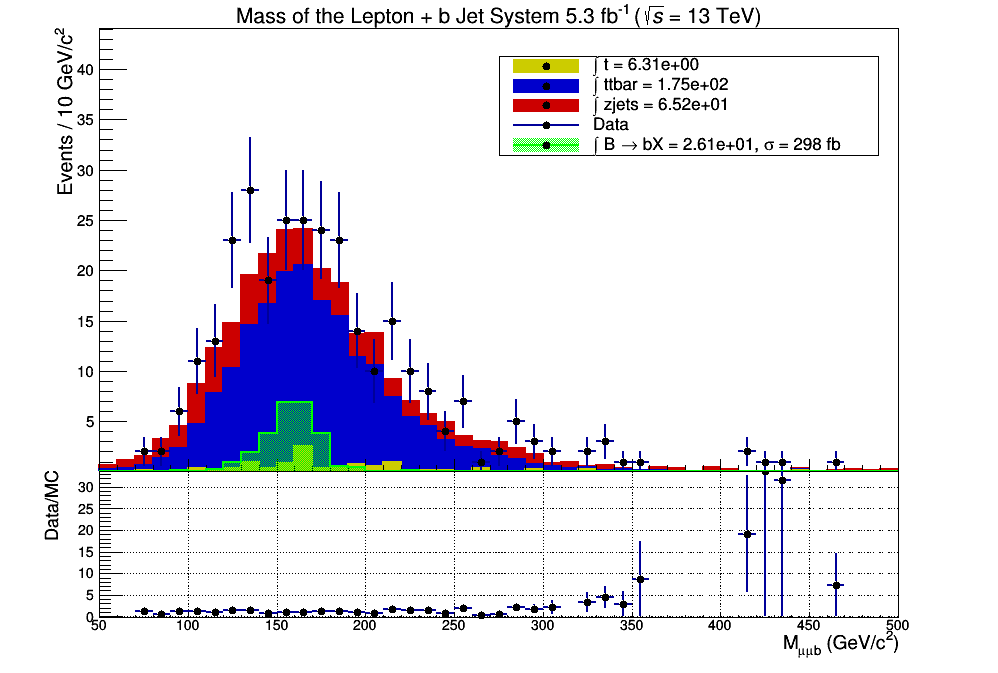 Mass of the Lepton + b Jet System 5.3 fb⁻¹ (√s = 13 TeV)
Events / 10 GeV/c²
40
35
30
25
20
15
10
5
∫ t = 6.31e+00
∫ ttbar = 1.75e+02
∫ zjets = 6.52e+01
Data
∫ B → bX = 2.61e+01, σ = 298 fb
Data/MC
30
25
20
15
10
5
0
50 100 150 200 250 300 350 400 450 500
M_μμb (GeV/c²)